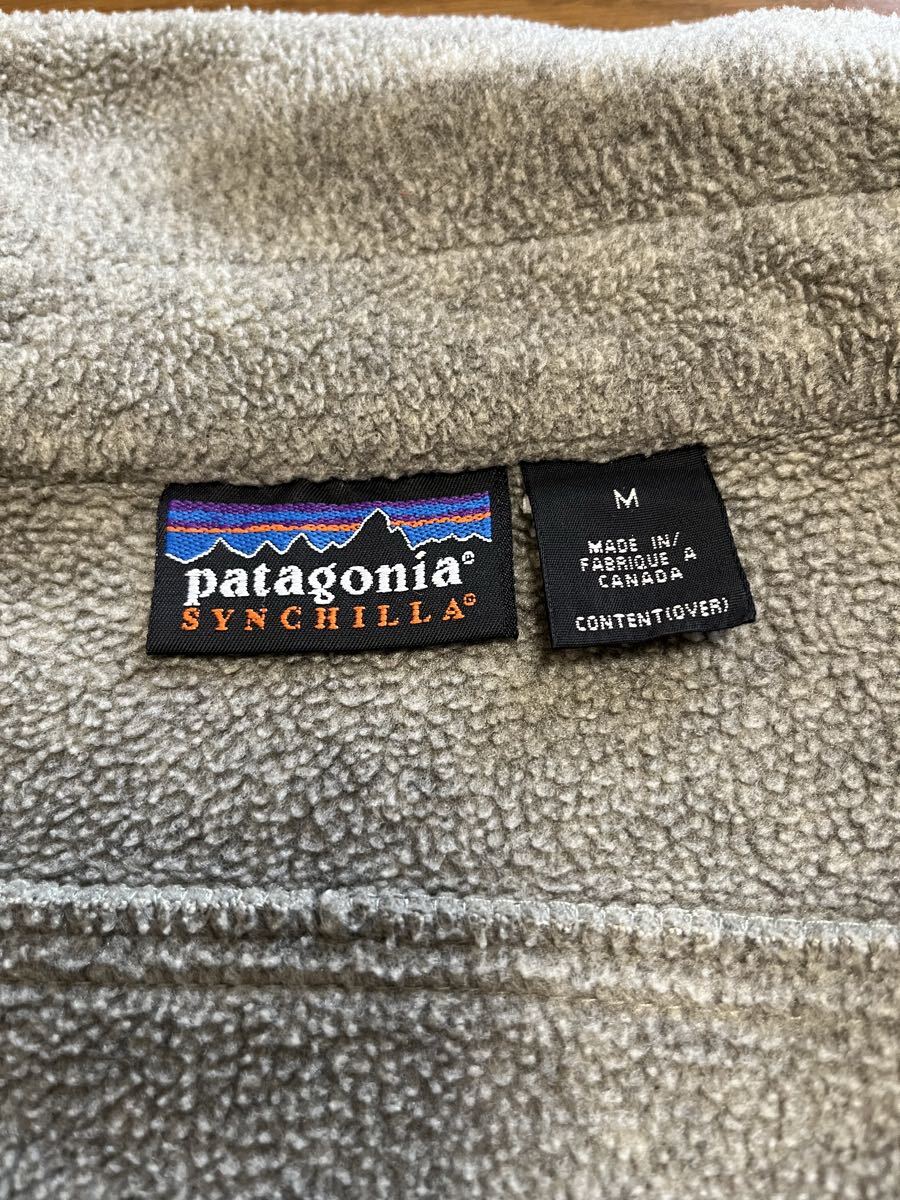 patagonia®
SYNCHILLA®
M
MADE IN/
FABRIQUE A
CANADA
CONTENT(OVER)